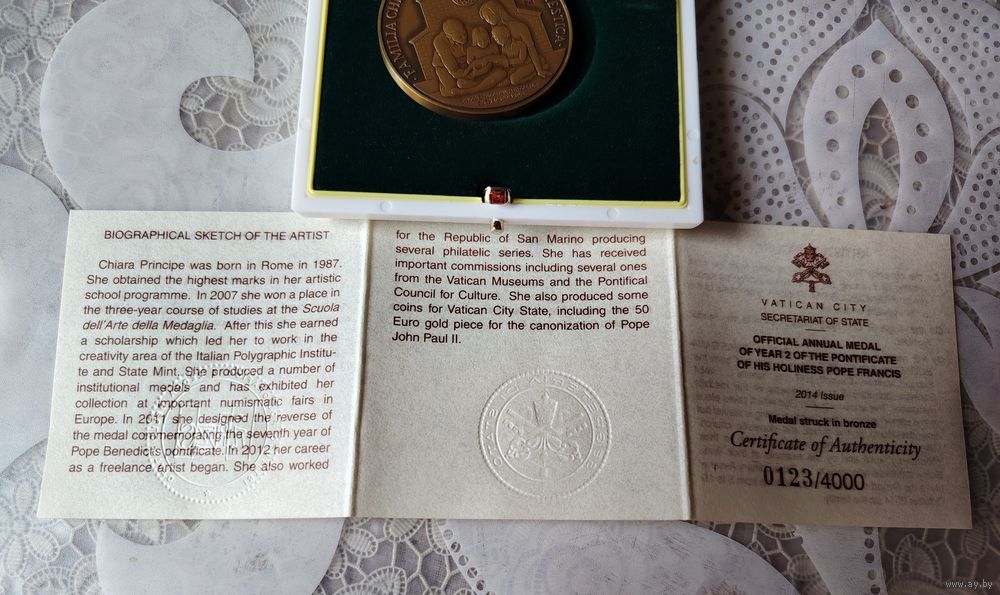 FAMILIA CH
ESTICA
BIOGRAPHICAL SKETCH OF THE ARTIST
Chiara Principe was born in Rome in 1987.
She obtained the highest marks in her artistic
school programme. In 2007 she won a place in
the three-year course of studies at the Scuola
dell'Arte della Medaglia. After this she earned
a scholarship which led her to work in the
creativity area of the Italian Polygraphic Institu-
te and State Mint. She produced a number of
institutional medals and has exhibited her
collection at important numismatic fairs in
Europe. In 2011 she designed the reverse of
the medal commemorating the seventh year of
Pope Benedict's pontificate. In 2012 her career
as a freelance artist began. She also worked
for the Republic of San Marino producing
several philatelic series. She has received
important commissions including several ones
from the Vatican Museums and the Pontifical
Council for Culture. She also produced some
coins for Vatican City State, including the 50
Euro gold piece for the canonization of Pope
John Paul II.
VATICAN CITY
SECRETARIAT OF STATE
OFFICIAL ANNUAL MEDAL
OF YEAR 2 OF THE PONTIFICATE
OF HIS HOLINESS POPE FRANCIS
2014 Issue
Medal struck in bronze
Certificate of Authenticity
0123/4000
www.ay.by